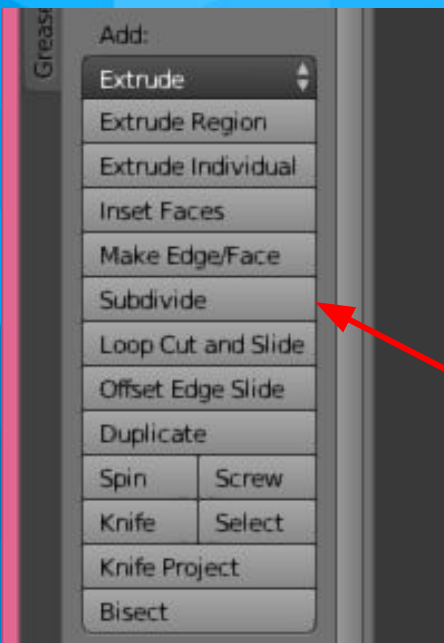 Grease
Add:
Extrude
Extrude Region
Extrude Individual
Inset Faces
Make Edge/Face
Subdivide
Loop Cut and Slide
Offset Edge Slide
Duplicate
Spin Screw
Knife Select
Knife Project
Bisect